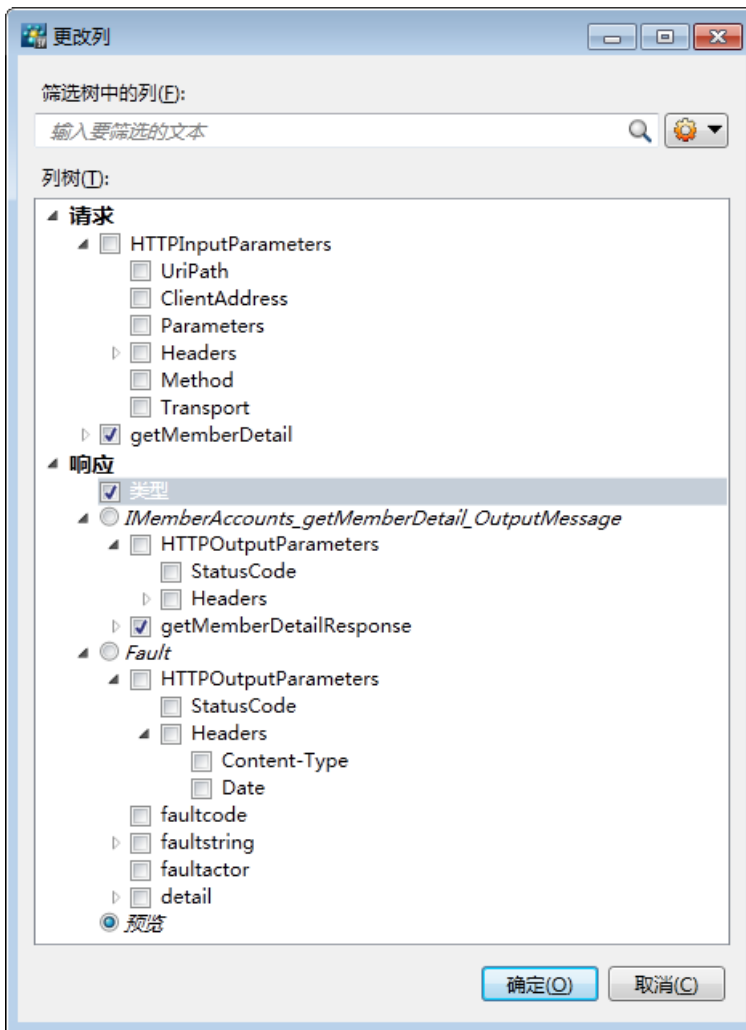 更改列
筛选树中的列(F):
输入要筛选的文本
列树(T):
请求
HTTPInputParameters
UriPath
ClientAddress
Parameters
Headers
Method
Transport
getMemberDetail
响应
类型
IMemberAccounts_getMemberDetail_OutputMessage
HTTPOutputParameters
StatusCode
Headers
getMemberDetailResponse
Fault
HTTPOutputParameters
StatusCode
Headers
Content-Type
Date
faultcode
faultstring
faultactor
detail
预览
确定(O) 取消(C)